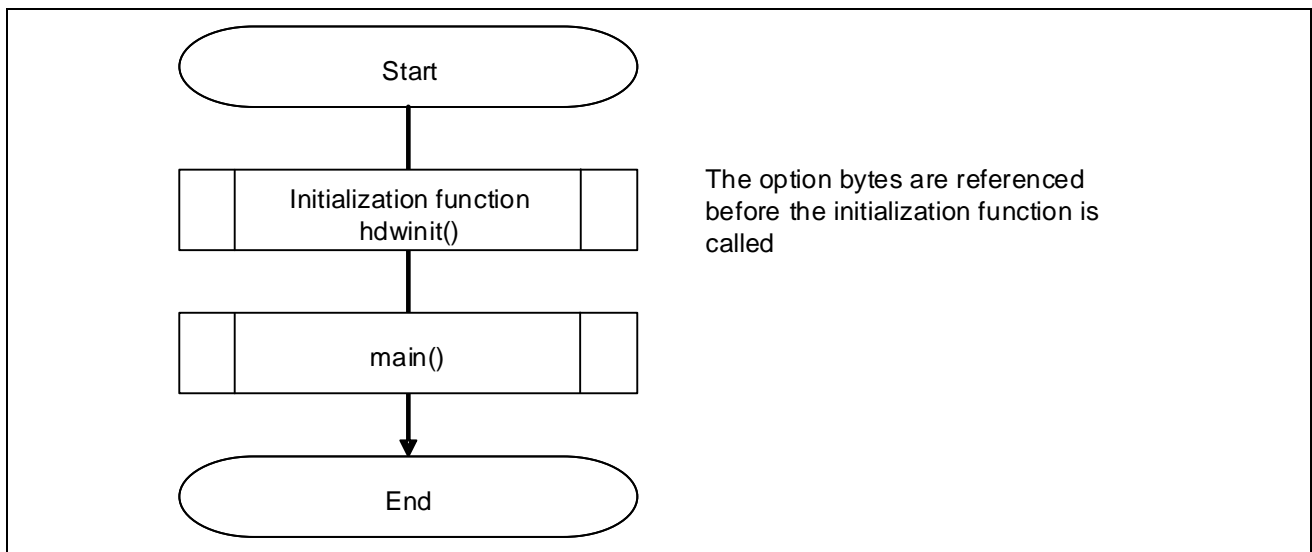 Start
Initialization function
hdwinit()
The option bytes are referenced
before the initialization function is
called
main()
End